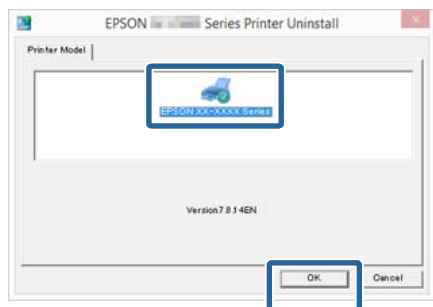 EPSON Series Printer Uninstall
Printer Model
EPSON XX-XXXX Series
Version7.8.14EN
OK Cancel